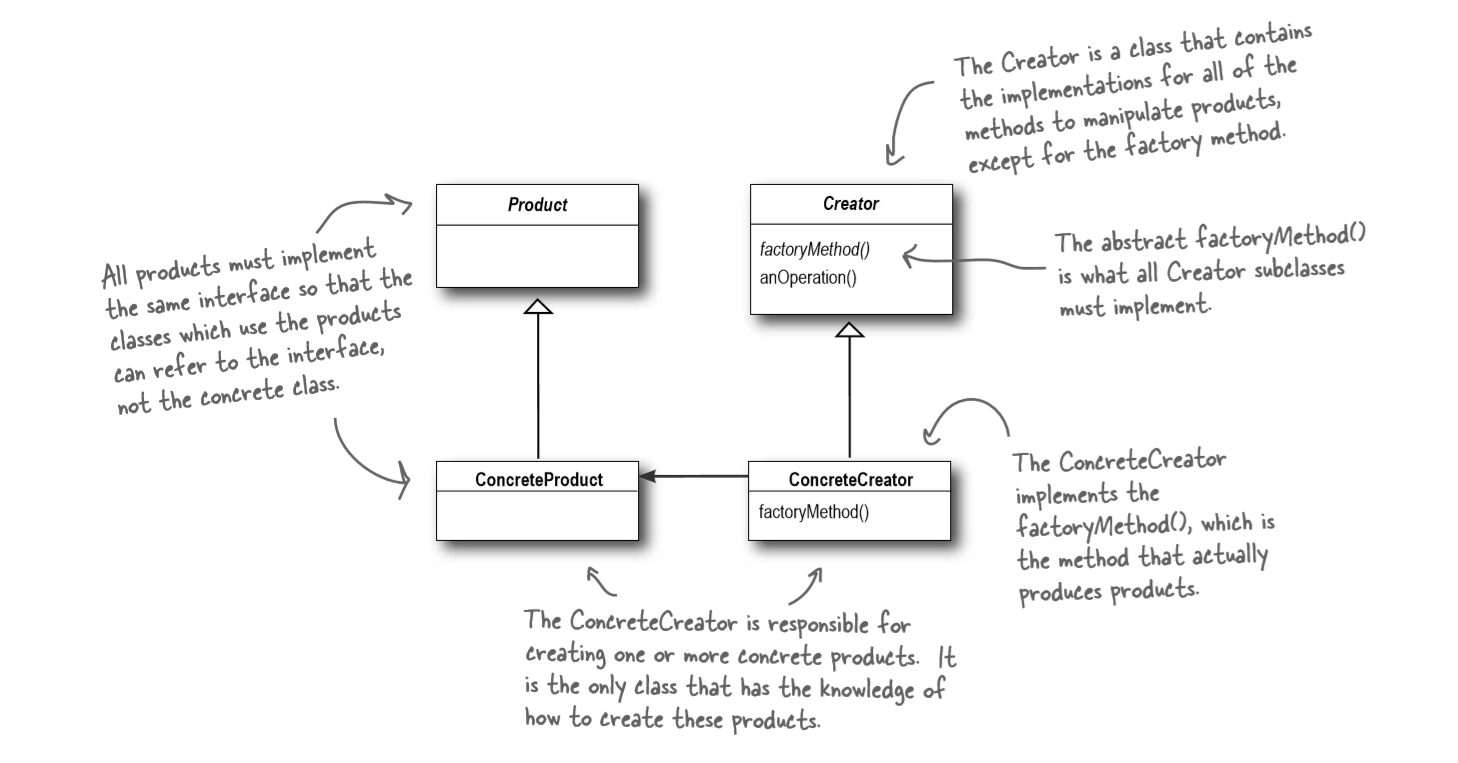 The Creator is a class that contains
the implementations for all of the
methods to manipulate products,
except for the factory method.
Product
Creator
factoryMethod()
anOperation()
The abstract factoryMethod()
is what all Creator subclasses
must implement.
All products must implement
the same interface so that the
classes which use the products
can refer to the interface,
not the concrete class.
ConcreteProduct
ConcreteCreator
factoryMethod()
The ConcreteCreator
implements the
factoryMethod(), which is
the method that actually
produces products.
The ConcreteCreator is responsible for
creating one or more concrete products. It
is the only class that has the knowledge of
how to create these products.